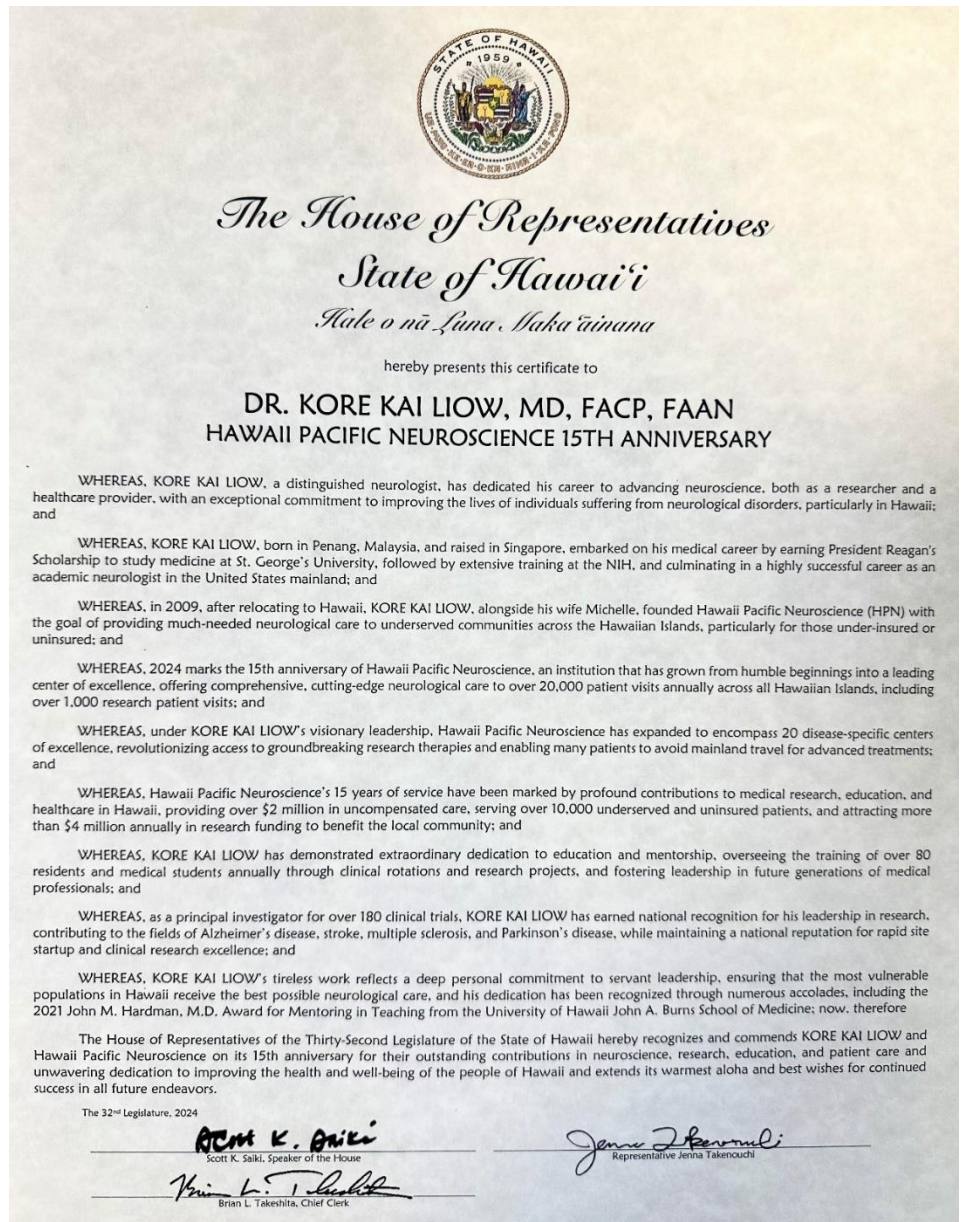 STATE OF HAWAII
1959
UA MAU KE EA O KA AINA I KA PONO
The House of Representatives
State of Hawaiʻi
Hale o nā Luna Makaʻāinana
hereby presents this certificate to
DR. KORE KAI LIOW, MD, FACP, FAAN
HAWAII PACIFIC NEUROSCIENCE 15TH ANNIVERSARY
WHEREAS, KORE KAI LIOW, a distinguished neurologist, has dedicated his career to advancing neuroscience, both as a researcher and a
healthcare provider, with an exceptional commitment to improving the lives of individuals suffering from neurological disorders, particularly in Hawaii;
and
WHEREAS, KORE KAI LIOW, born in Penang, Malaysia, and raised in Singapore, embarked on his medical career by earning President Reagan's
Scholarship to study medicine at St. George's University, followed by extensive training at the NIH, and culminating in a highly successful career as an
academic neurologist in the United States mainland; and
WHEREAS, in 2009, after relocating to Hawaii, KORE KAI LIOW, alongside his wife Michelle, founded Hawaii Pacific Neuroscience (HPN) with
the goal of providing much-needed neurological care to underserved communities across the Hawaiian Islands, particularly for those under-insured or
uninsured; and
WHEREAS, 2024 marks the 15th anniversary of Hawaii Pacific Neuroscience, an institution that has grown from humble beginnings into a leading
center of excellence, offering comprehensive, cutting-edge neurological care to over 20,000 patient visits annually across all Hawaiian Islands, including
over 1,000 research patient visits; and
WHEREAS, under KORE KAI LIOW's visionary leadership, Hawaii Pacific Neuroscience has expanded to encompass 20 disease-specific centers
of excellence, revolutionizing access to groundbreaking research therapies and enabling many patients to avoid mainland travel for advanced treatments;
and
WHEREAS, Hawaii Pacific Neuroscience's 15 years of service have been marked by profound contributions to medical research, education, and
healthcare in Hawaii, providing over $2 million in uncompensated care, serving over 10,000 underserved and uninsured patients, and attracting more
than $4 million annually in research funding to benefit the local community; and
WHEREAS, KORE KAI LIOW has demonstrated extraordinary dedication to education and mentorship, overseeing the training of over 80
residents and medical students annually through clinical rotations and research projects, and fostering leadership in future generations of medical
professionals; and
WHEREAS, as a principal investigator for over 180 clinical trials, KORE KAI LIOW has earned national recognition for his leadership in research,
contributing to the fields of Alzheimer's disease, stroke, multiple sclerosis, and Parkinson's disease, while maintaining a national reputation for rapid site
startup and clinical research excellence; and
WHEREAS, KORE KAI LIOW's tireless work reflects a deep personal commitment to servant leadership, ensuring that the most vulnerable
populations in Hawaii receive the best possible neurological care, and his dedication has been recognized through numerous accolades, including the
2021 John M. Hardman, M.D. Award for Mentoring in Teaching from the University of Hawaii John A. Burns School of Medicine; now, therefore
The House of Representatives of the Thirty-Second Legislature of the State of Hawaii hereby recognizes and commends KORE KAI LIOW and
Hawaii Pacific Neuroscience on its 15th anniversary for their outstanding contributions in neuroscience, research, education, and patient care and
unwavering dedication to improving the health and well-being of the people of Hawaii and extends its warmest aloha and best wishes for continued
success in all future endeavors.
The 32nd Legislature, 2024
Scott K. Saiki
Scott K. Saiki, Speaker of the House
Representative Jenna Takenouchi
Brian L. Takeshita, Chief Clerk